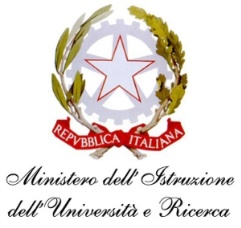 REPVBBLICA ITALIANA
Ministero dell' Istruzione
dell'Università e Ricerca